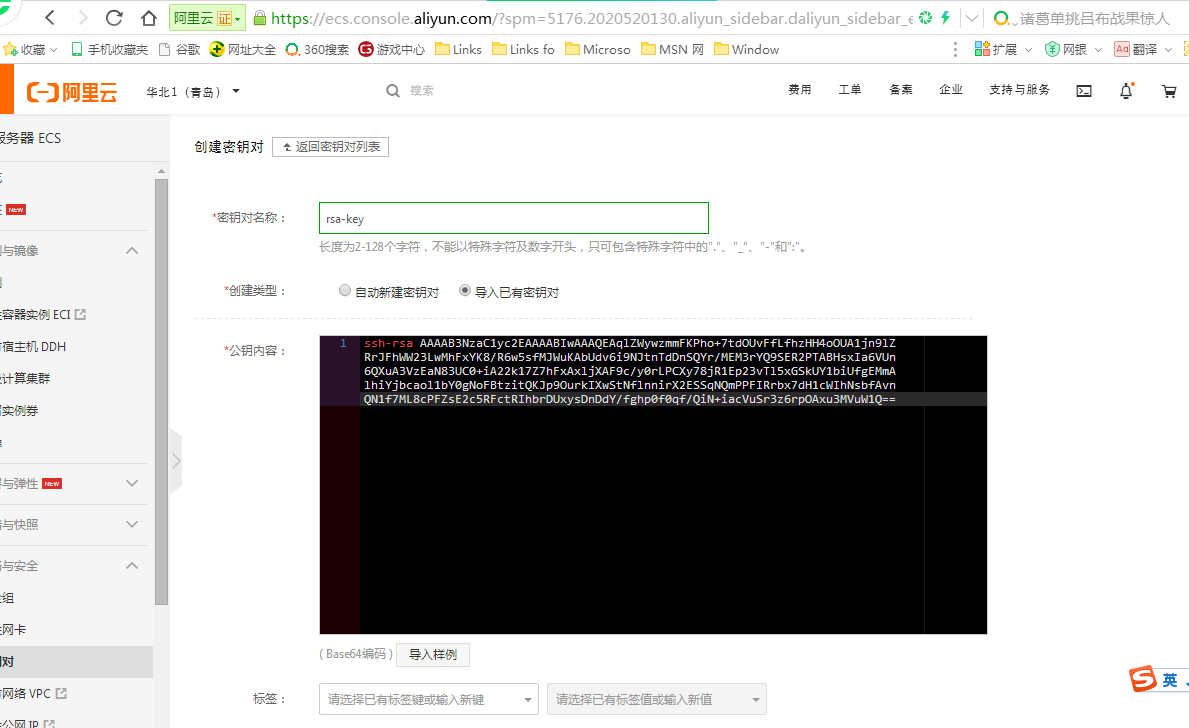 阿里云 证 https://ecs.console.aliyun.com/?spm=5176.2020520130.aliyun_sidebar.daliyun_sidebar_e 诸葛单挑吕布战果惊人
收藏 手机收藏夹 谷歌 网址大全 360搜索 游戏中心 Links Links fo Microso MSN 网 Window 扩展 网银 Aa 翻译
阿里云 华北1（青岛） 搜索 费用 工单 备案 企业 支持与服务
服务器 ECS
创建密钥对 返回密钥对列表
NEW
*密钥对名称： rsa-key
长度为2-128个字符，不能以特殊字符及数字开头，只可包含特殊字符中的"."、"_"、"-"和":"。
与镜像
*创建类型： 自动新建密钥对 导入已有密钥对
容器实例 ECI
宿主机 DDH
计算集群
实例券
与弹性 NEW
与快照
与安全
组
网卡
对
网络 VPC
公网 IP
*公钥内容：
1 ssh-rsa AAAAB3NzaC1yc2EAAAABIwAAAQEAqlZWywzmmFKPho+7tdOUvFfLfhzHH4oOUA1jn9lZ
RrJFhWW23LwMhFxYK8/R6w5sfMJWuKAbUdv6i9NJtnTdDnSQYr/MEM3rYQ9SER2PTABHsxIa6VUn
6QXuA3VzEaN83UC0+iA22k17Z7hFxAxljXAF9c/y0rLPCXy78jR1Ep23vTl5xGSkUY1biUfgEMmA
lhiYjbcaol1bY0gNoFBtzitQKJp9OurkIXwStNflnnirX2ESSqNQmPPFIRrbx7dH1cWIhNsbfAvn
QN1f7ML8cPFZsE2c5RFctRIhbrDUxysDnDdY/fghp0f0qf/QiN+iacVuSr3z6rpOAxu3MVuW1Q==
( Base64编码 ) 导入样例
标签： 请选择已有标签键或输入新键 请选择已有标签值或输入新值
英